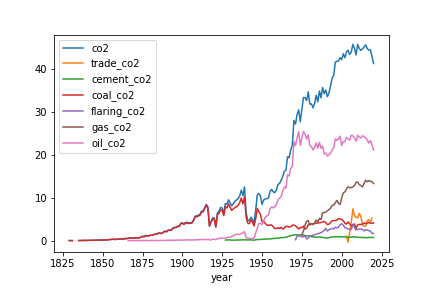 co2
trade_co2
cement_co2
coal_co2
flaring_co2
gas_co2
oil_co2
40
30
20
10
0
1825 1850 1875 1900 1925 1950 1975 2000 2025
year